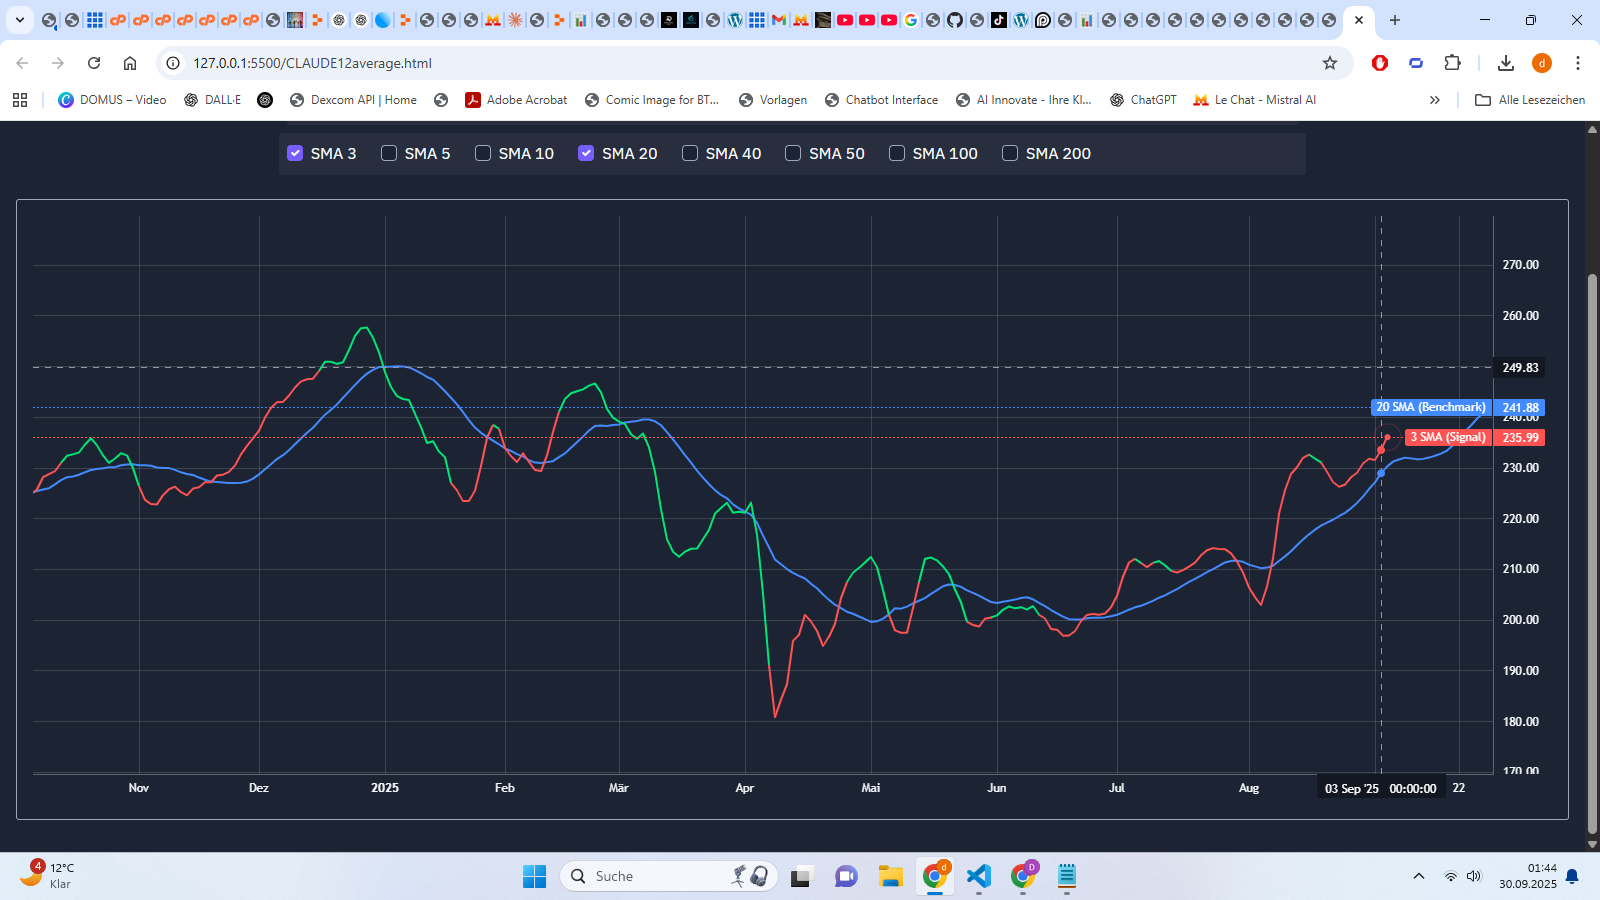 127.0.0.1:5500/CLAUDE12average.html
DOMUS – Video
DALL·E
Dexcom API | Home
Adobe Acrobat
Comic Image for BT...
Vorlagen
Chatbot Interface
AI Innovate - Ihre KI...
ChatGPT
Le Chat - Mistral AI
Alle Lesezeichen
SMA 3
SMA 5
SMA 10
SMA 20
SMA 40
SMA 50
SMA 100
SMA 200
270.00
260.00
249.83
20 SMA (Benchmark) 241.88
240.00
3 SMA (Signal) 235.99
230.00
220.00
210.00
200.00
190.00
180.00
170.00
Nov
Dez
2025
Feb
Mär
Apr
Mai
Jun
Jul
Aug
03 Sep '25 00:00:00
22
4
12°C
Klar
Suche
d
D
01:44
30.09.2025